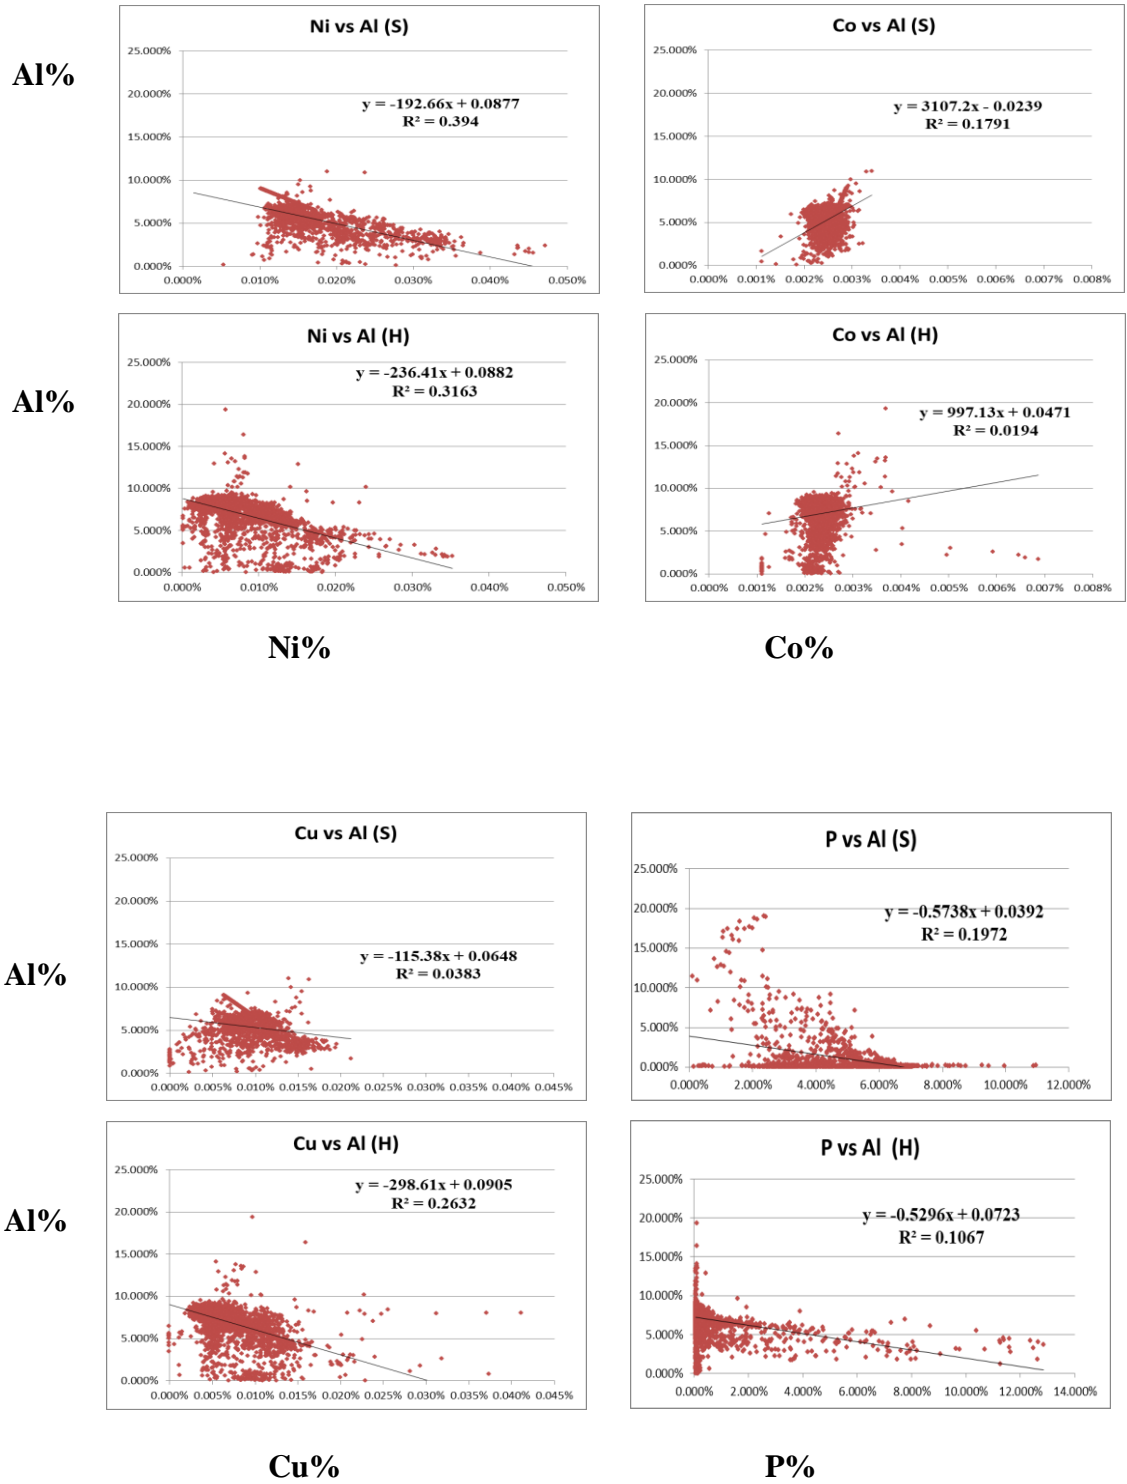 Ni vs Al (S)
25.000%
20.000%
15.000%
10.000%
5.000%
0.000%
y = -192.66x + 0.0877
R² = 0.394
0.000% 0.010% 0.020% 0.030% 0.040% 0.050%
Al%
Co vs Al (S)
25.000%
20.000%
15.000%
10.000%
5.000%
0.000%
y = 3107.2x - 0.0239
R² = 0.1791
0.000% 0.001% 0.002% 0.003% 0.004% 0.005% 0.006% 0.007% 0.008%
Ni vs Al (H)
25.000%
20.000%
15.000%
10.000%
5.000%
0.000%
y = -236.41x + 0.0882
R² = 0.3163
0.000% 0.010% 0.020% 0.030% 0.040% 0.050%
Al%
Co vs Al (H)
25.000%
20.000%
15.000%
10.000%
5.000%
0.000%
y = 997.13x + 0.0471
R² = 0.0194
0.000% 0.001% 0.002% 0.003% 0.004% 0.005% 0.006% 0.007% 0.008%
Ni% Co%
Cu vs Al (S)
25.000%
20.000%
15.000%
10.000%
5.000%
0.000%
y = -115.38x + 0.0648
R² = 0.0383
0.000% 0.005% 0.010% 0.015% 0.020% 0.025% 0.030% 0.035% 0.040% 0.045%
Al%
P vs Al (S)
25.000%
20.000%
15.000%
10.000%
5.000%
0.000%
y = -0.5738x + 0.0392
R² = 0.1972
0.000% 2.000% 4.000% 6.000% 8.000% 10.000% 12.000%
Cu vs Al (H)
25.000%
20.000%
15.000%
10.000%
5.000%
0.000%
y = -298.61x + 0.0905
R² = 0.2632
0.000% 0.005% 0.010% 0.015% 0.020% 0.025% 0.030% 0.035% 0.040% 0.045%
Al%
P vs Al (H)
25.000%
20.000%
15.000%
10.000%
5.000%
0.000%
y = -0.5296x + 0.0723
R² = 0.1067
0.000% 2.000% 4.000% 6.000% 8.000% 10.000% 12.000% 14.000%
Cu% P%